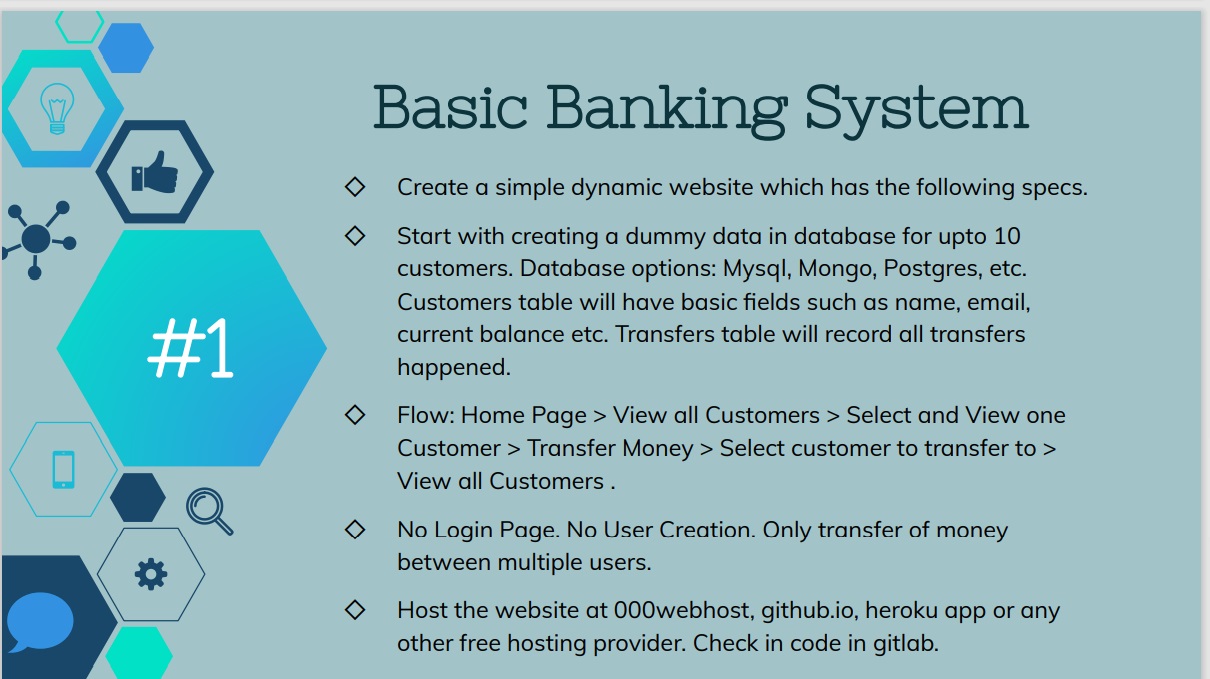 Basic Banking System
Create a simple dynamic website which has the following specs.
Start with creating a dummy data in database for upto 10
customers. Database options: Mysql, Mongo, Postgres, etc.
Customers table will have basic fields such as name, email,
current balance etc. Transfers table will record all transfers
happened.
#1
Flow: Home Page > View all Customers > Select and View one
Customer > Transfer Money > Select customer to transfer to >
View all Customers .
No Login Page. No User Creation. Only transfer of money
between multiple users.
Host the website at 000webhost, github.io, heroku app or any
other free hosting provider. Check in code in gitlab.